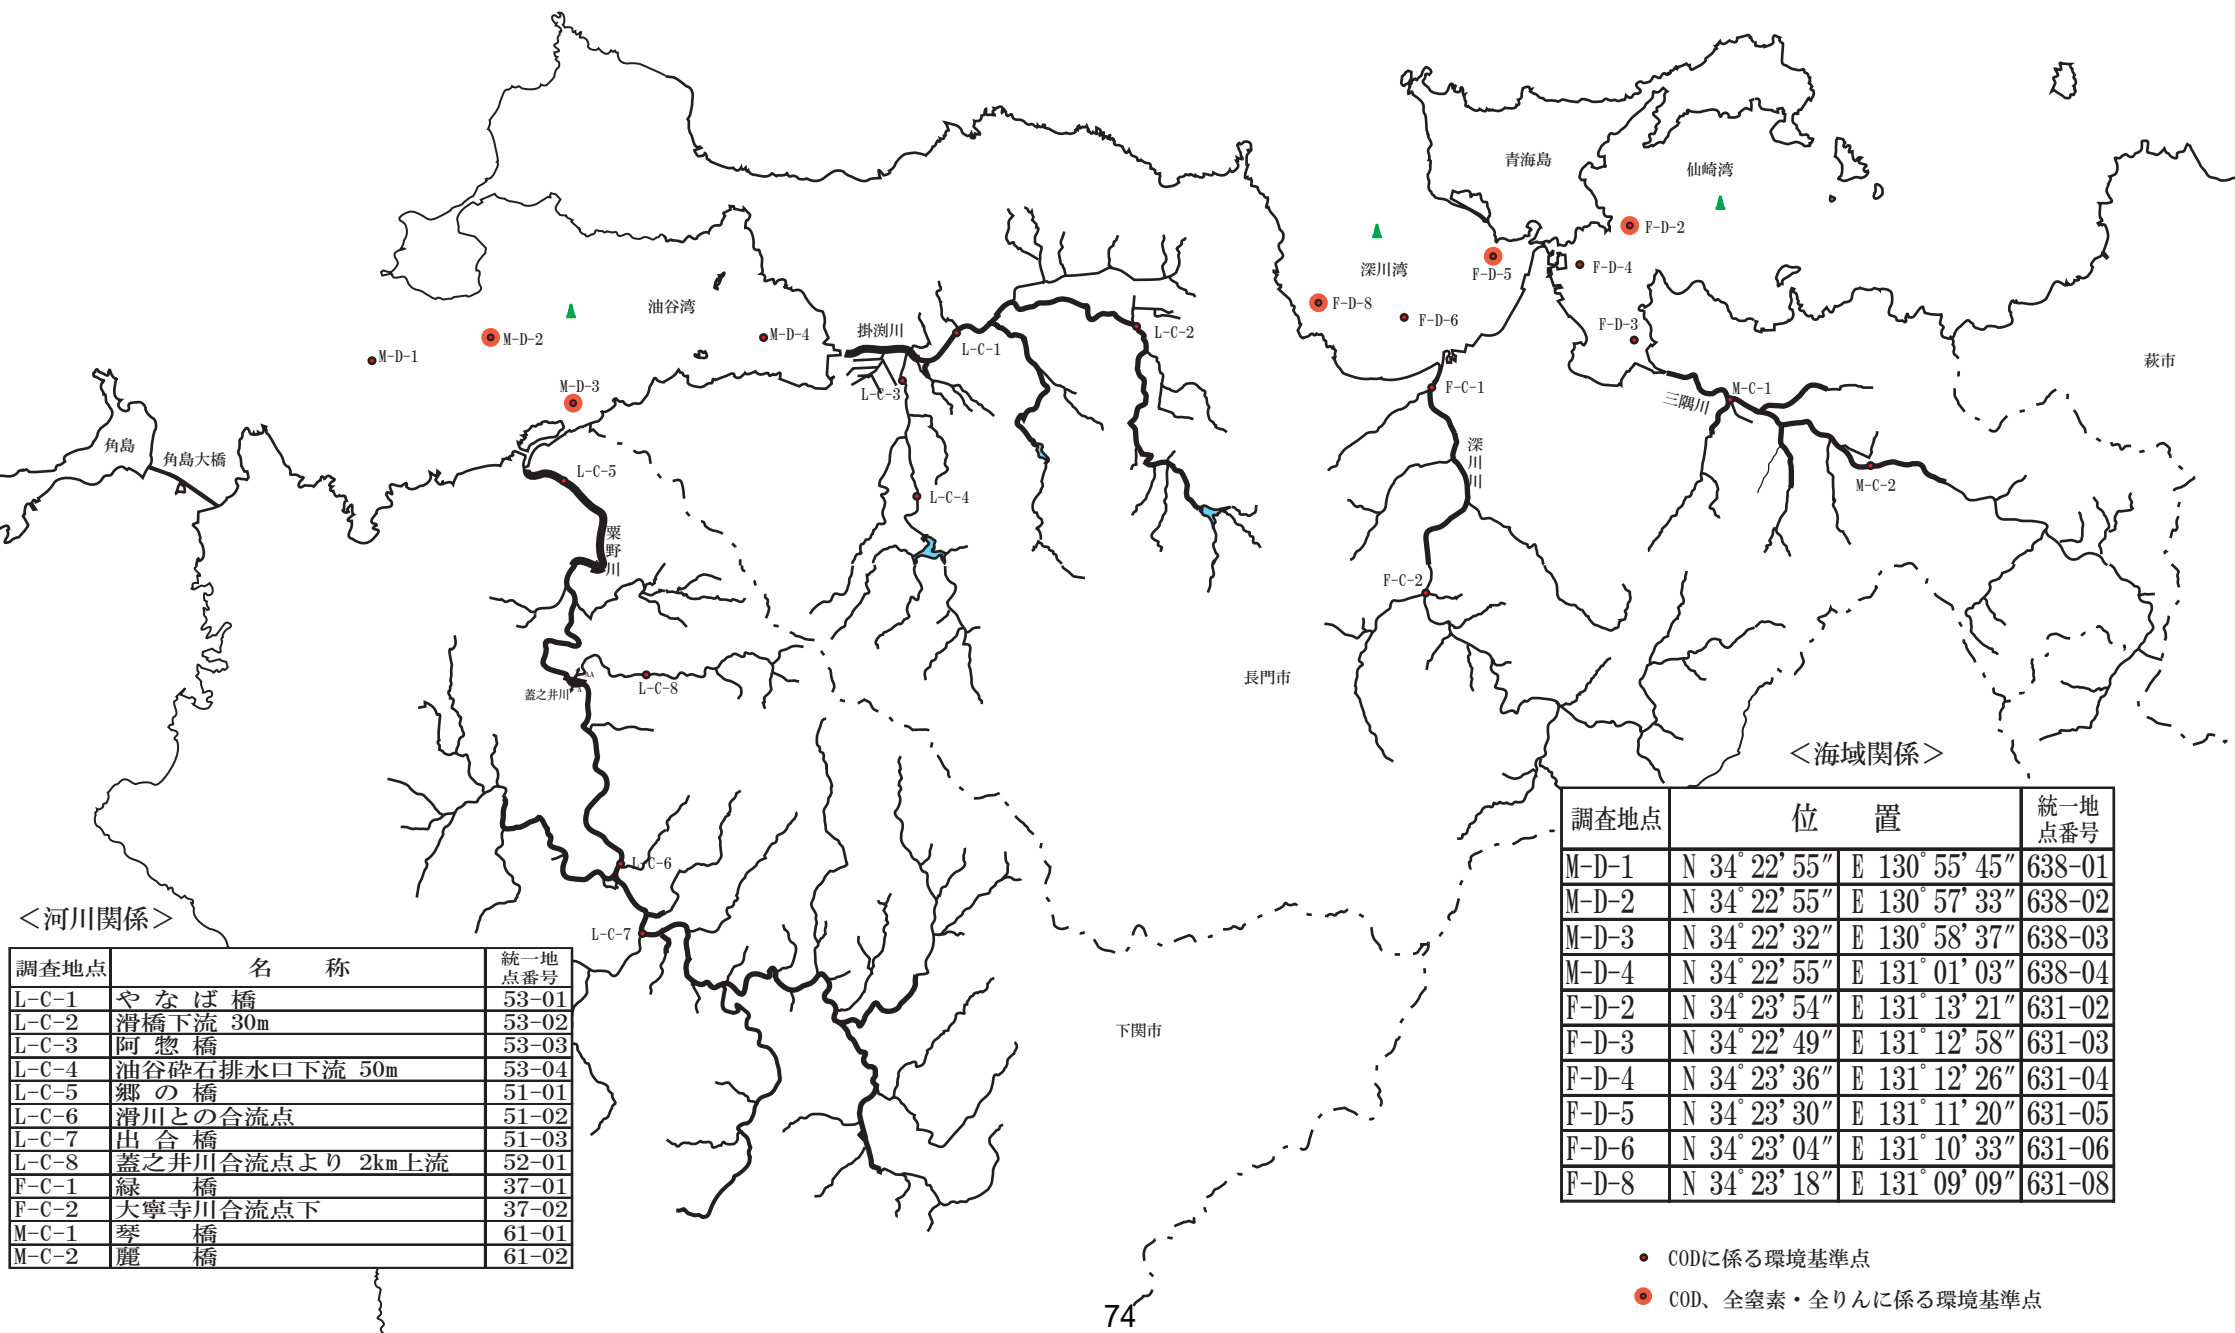 青海島
仙崎湾
F-D-2
F-D-4
F-D-5
深川湾
F-D-8
F-D-6
F-D-3
油谷湾
M-D-4
M-D-2
M-D-1
M-D-3
掛渕川
L-C-1
L-C-2
L-C-3
L-C-4
F-C-1
M-C-1
三隅川
萩市
角島
角島大橋
L-C-5
深川川
M-C-2
粟野川
F-C-2
L-C-8
蓋之井川
AA
A
長門市
L-C-6
L-C-7
下関市
＜河川関係＞
調査地点 名 称 統一地点番号
L-C-1 や な ば 橋 53-01
L-C-2 滑橋下流 30m 53-02
L-C-3 阿 惣 橋 53-03
L-C-4 油谷砕石排水口下流 50m 53-04
L-C-5 郷 の 橋 51-01
L-C-6 滑川との合流点 51-02
L-C-7 出 合 橋 51-03
L-C-8 蓋之井川合流点より 2km上流 52-01
F-C-1 緑 橋 37-01
F-C-2 大寧寺川合流点下 37-02
M-C-1 琴 橋 61-01
M-C-2 麗 橋 61-02
＜海域関係＞
調査地点 位 置 統一地点番号
M-D-1 N 34°22’55″ E 130°55’45″ 638-01
M-D-2 N 34°22’55″ E 130°57’33″ 638-02
M-D-3 N 34°22’32″ E 130°58’37″ 638-03
M-D-4 N 34°22’55″ E 131°01’03″ 638-04
F-D-2 N 34°23’54″ E 131°13’21″ 631-02
F-D-3 N 34°22’49″ E 131°12’58″ 631-03
F-D-4 N 34°23’36″ E 131°12’26″ 631-04
F-D-5 N 34°23’30″ E 131°11’20″ 631-05
F-D-6 N 34°23’04″ E 131°10’33″ 631-06
F-D-8 N 34°23’18″ E 131°09’09″ 631-08
CODに係る環境基準点
COD、全窒素・全りんに係る環境基準点
74